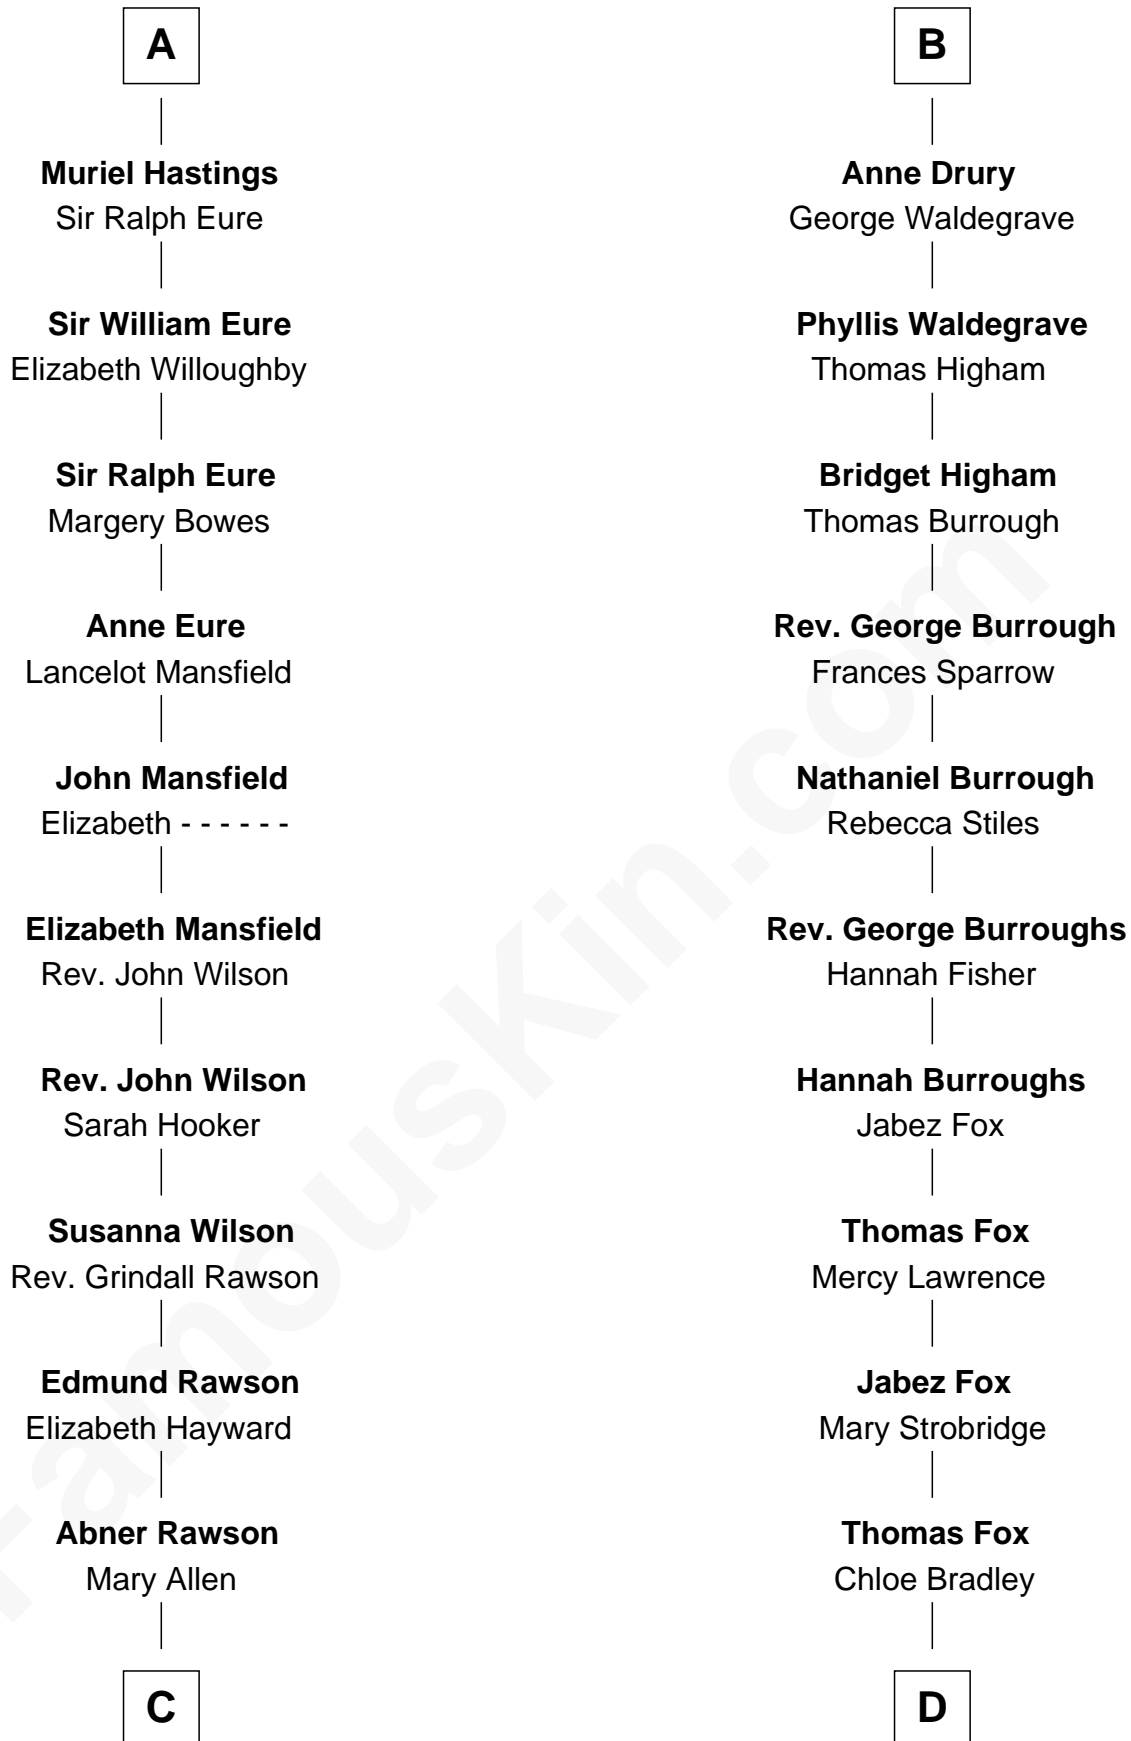 A
Muriel Hastings
Sir Ralph Eure
Sir William Eure
Elizabeth Willoughby
Sir Ralph Eure
Margery Bowes
Anne Eure
Lancelot Mansfield
John Mansfield
Elizabeth - - - - - -
Elizabeth Mansfield
Rev. John Wilson
Rev. John Wilson
Sarah Hooker
Susanna Wilson
Rev. Grindall Rawson
Edmund Rawson
Elizabeth Hayward
Abner Rawson
Mary Allen
C
B
Anne Drury
George Waldegrave
Phyllis Waldegrave
Thomas Higham
Bridget Higham
Thomas Burrough
Rev. George Burrough
Frances Sparrow
Nathaniel Burrough
Rebecca Stiles
Rev. George Burroughs
Hannah Fisher
Hannah Burroughs
Jabez Fox
Thomas Fox
Mercy Lawrence
Jabez Fox
Mary Strobridge
Thomas Fox
Chloe Bradley
D
FamousKin.com